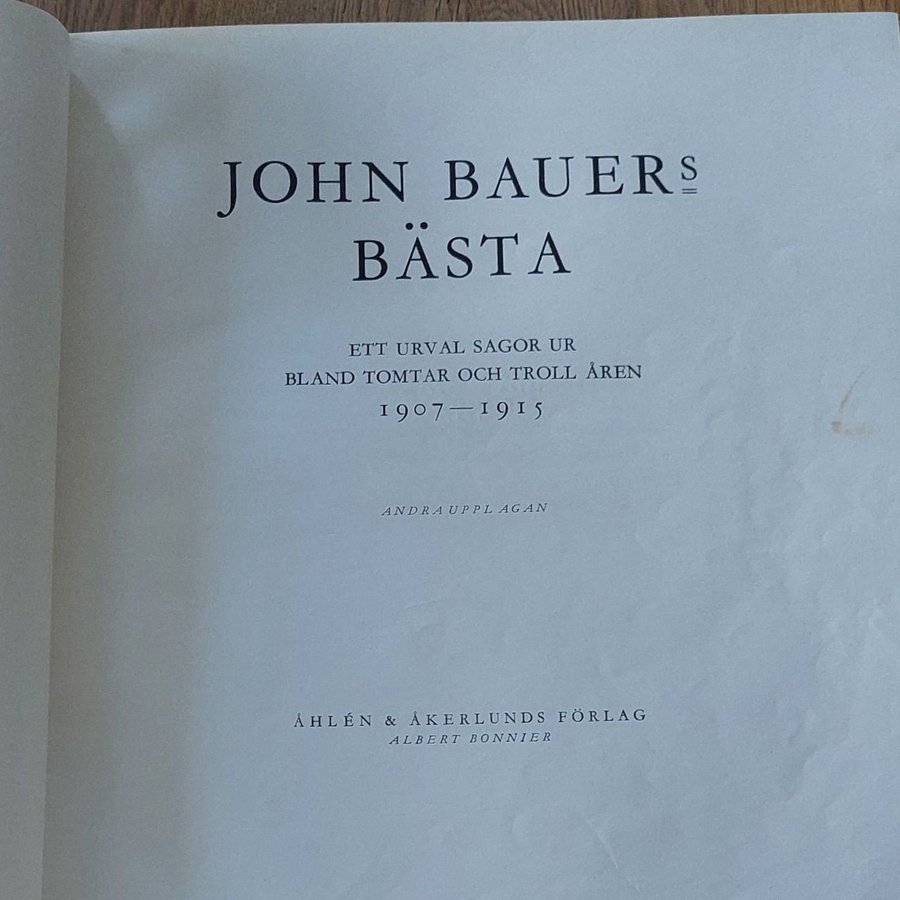 JOHN BAUERS
BÄSTA
ETT URVAL SAGOR UR
BLAND TOMTAR OCH TROLL ÅREN
1907—1915
ANDRA UPPLAGAN
ÅHLÉN & ÅKERLUNDS FÖRLAG
ALBERT BONNIER